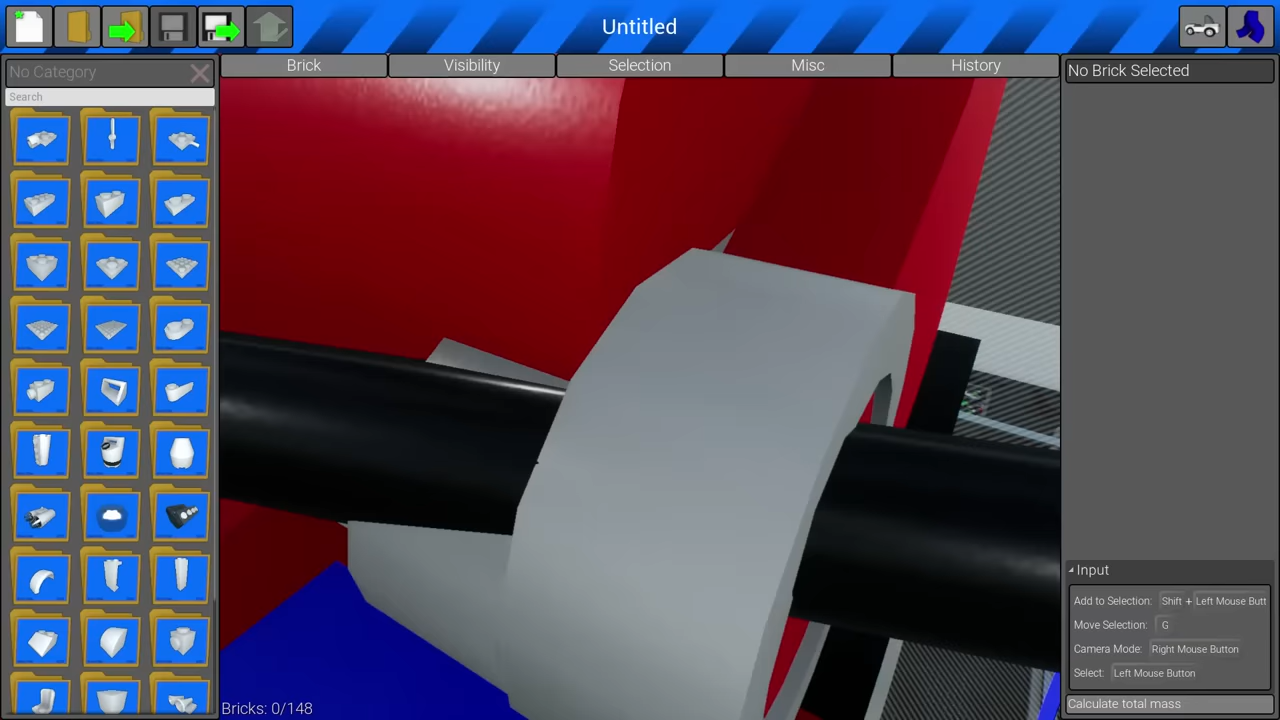 Untitled
No Category
Search
Brick
Visibility
Selection
Misc
History
No Brick Selected
Input
Add to Selection: Shift + Left Mouse Butt
Move Selection: G
Camera Mode: Right Mouse Button
Select: Left Mouse Button
Calculate total mass
Bricks: 0/148